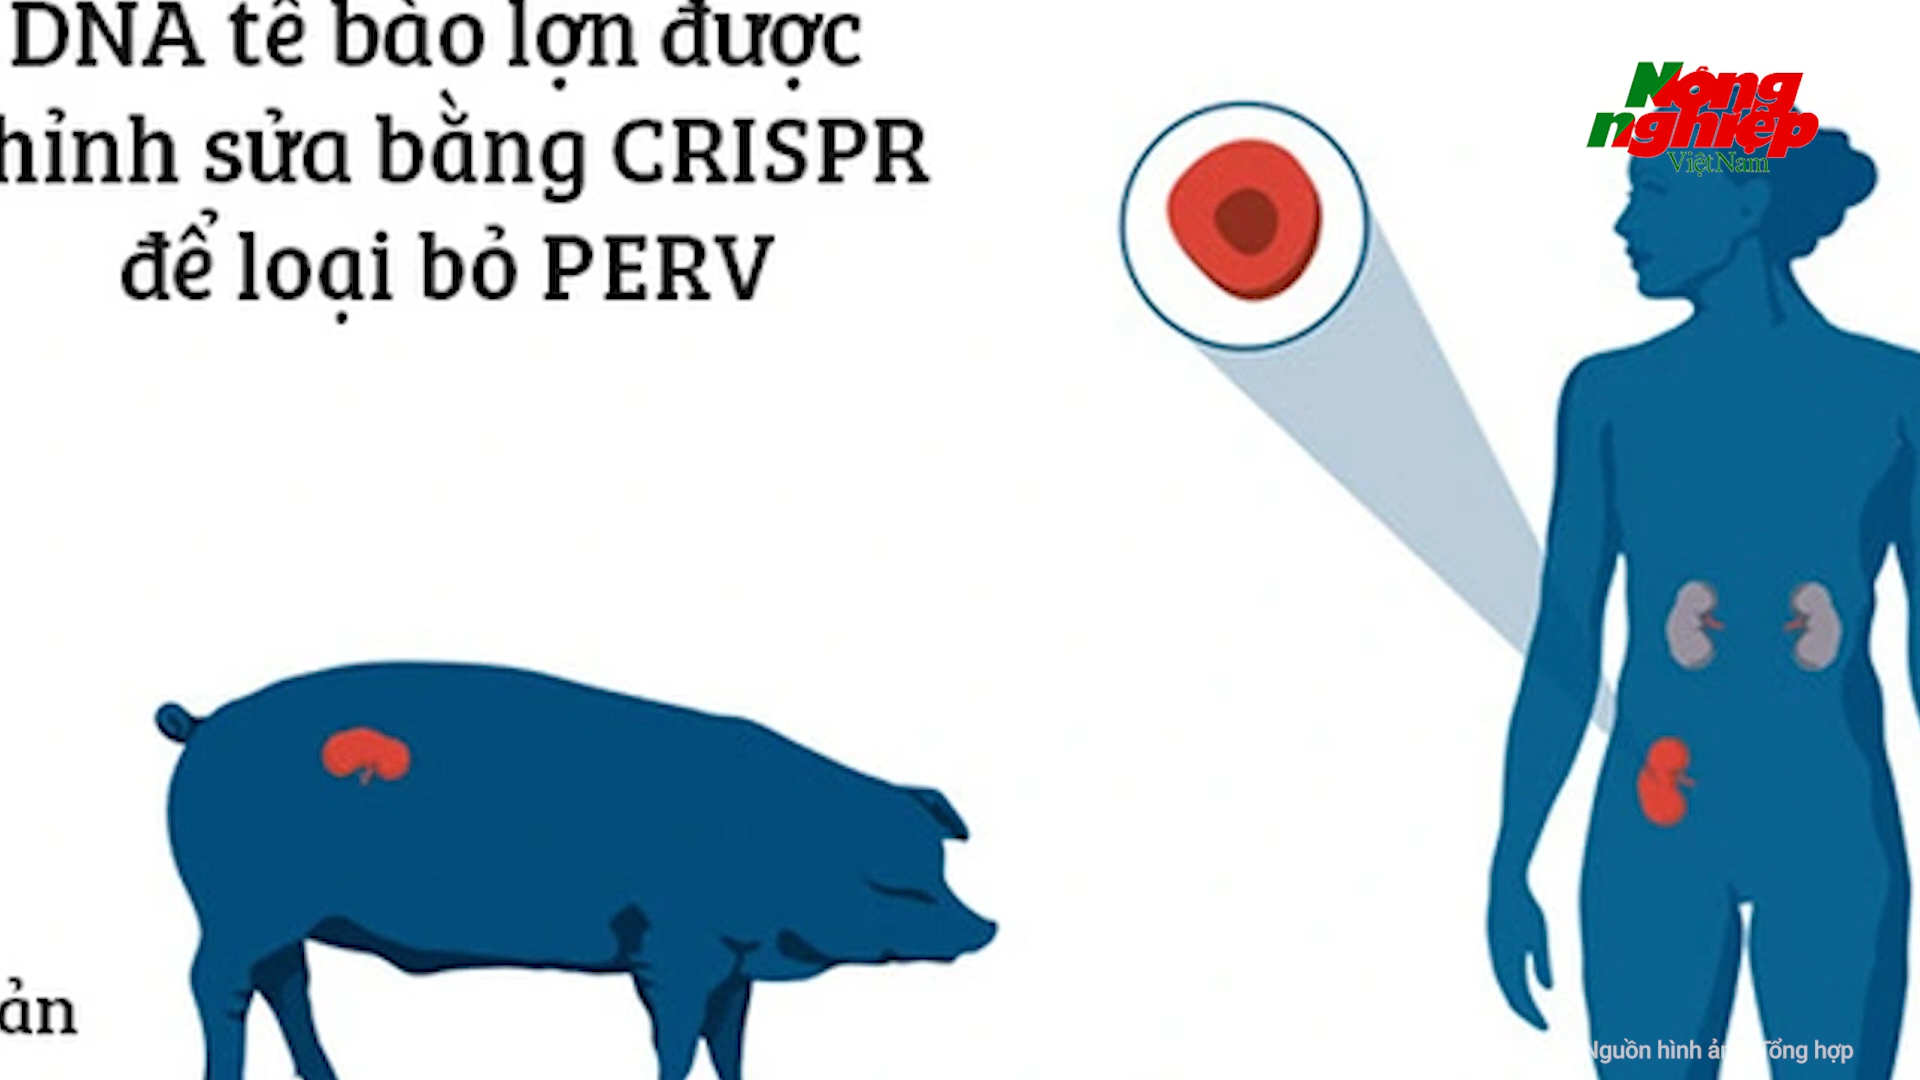 DNA tế bào lợn được
hỉnh sửa bằng CRISPR
để loại bỏ PERV
Nông
nghiệp
Việt Nam
ản
Nguồn hình ả Tổng hợp